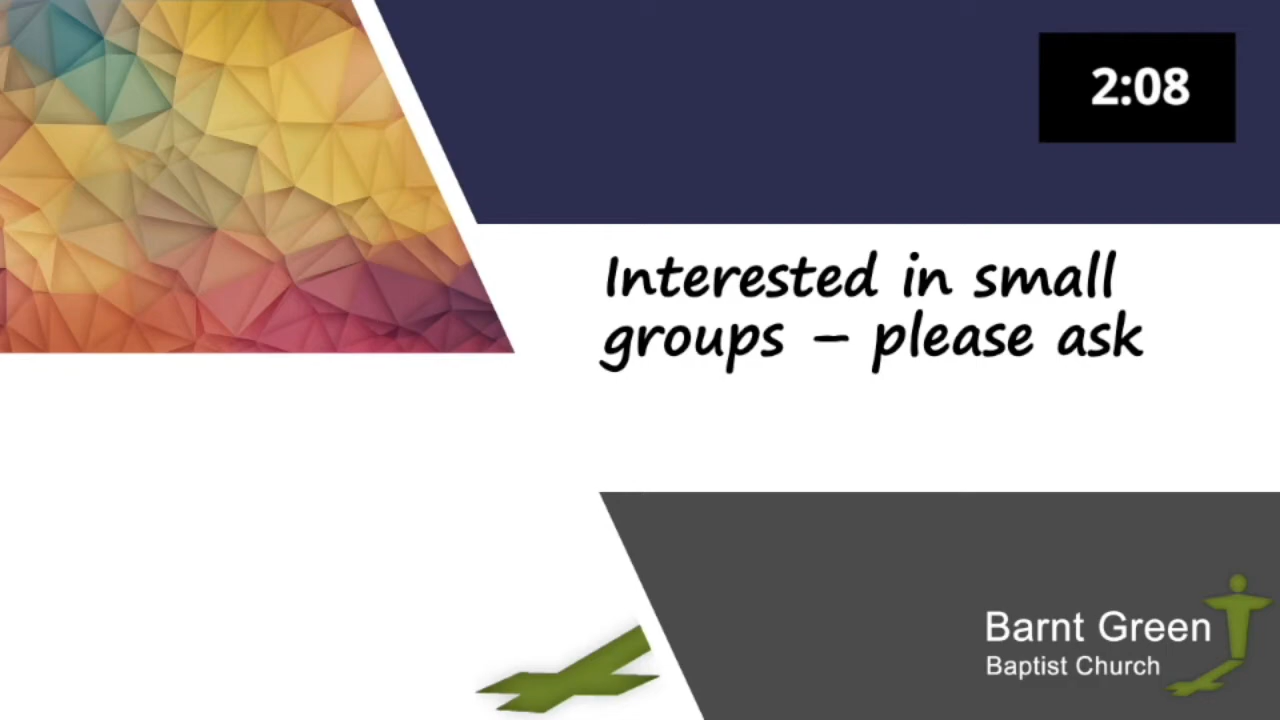 2:08
Interested in small
groups – please ask
Barnt Green
Baptist Church